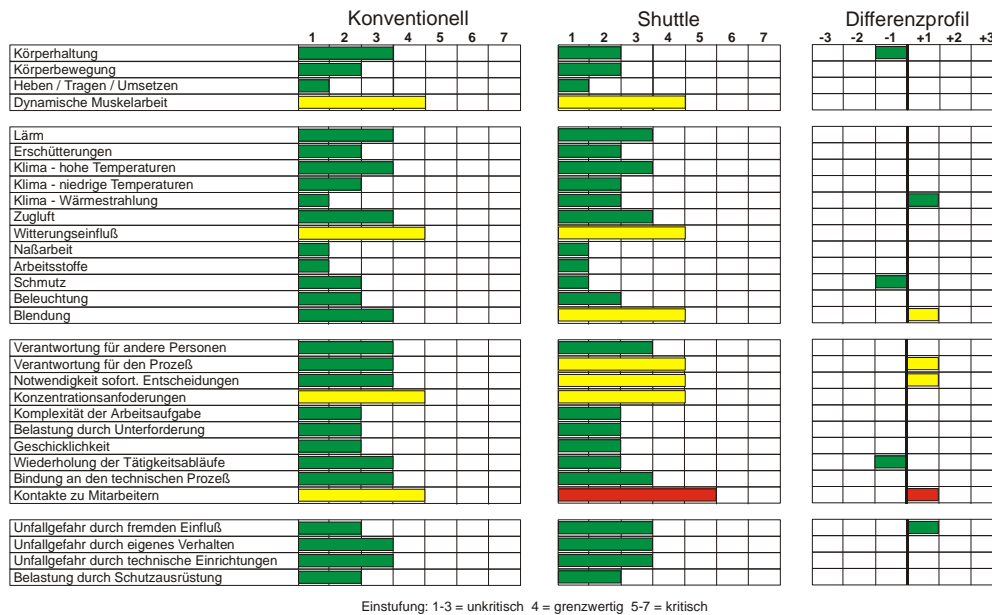 Konventionell Shuttle Differenzprofil
1 2 3 4 6 7 1 2 3 4 6 7 -3 -2 -1 +1 +2 +3
Körperhaltung
Körperbewegung
Heben / Tragen / Umsetzen
Dynamische Muskelarbeit
Lärm
Erschütterungen
Klima - hohe Temperaturen
Klima - niedrige Temperaturen
Klima - Wärmestrahlung
Zugluft
Witterungseinfluß
Naßarbeit
Arbeitsstoffe
Schmutz
Beleuchtung
Blendung
Verantwortung für andere Personen
Verantwortung für den Prozeß
Notwendigkeit sofort. Entscheidungen
Konzentrationsanfoderungen
Komplexität der Arbeitsaufgabe
Belastung durch Unterforderung
Geschicklichkeit
Wiederholung der Tätigkeitsabläufe
Bindung an den technischen Prozeß
Kontakte zu Mitarbeitern
Unfallgefahr durch fremden Einfluß
Unfallgefahr durch eigenes Verhalten
Unfallgefahr durch technische Einrichtungen
Belastung durch Schutzausrüstung
Einstufung: 1-3 = unkritisch 4 = grenzwertig 5-7 = kritisch